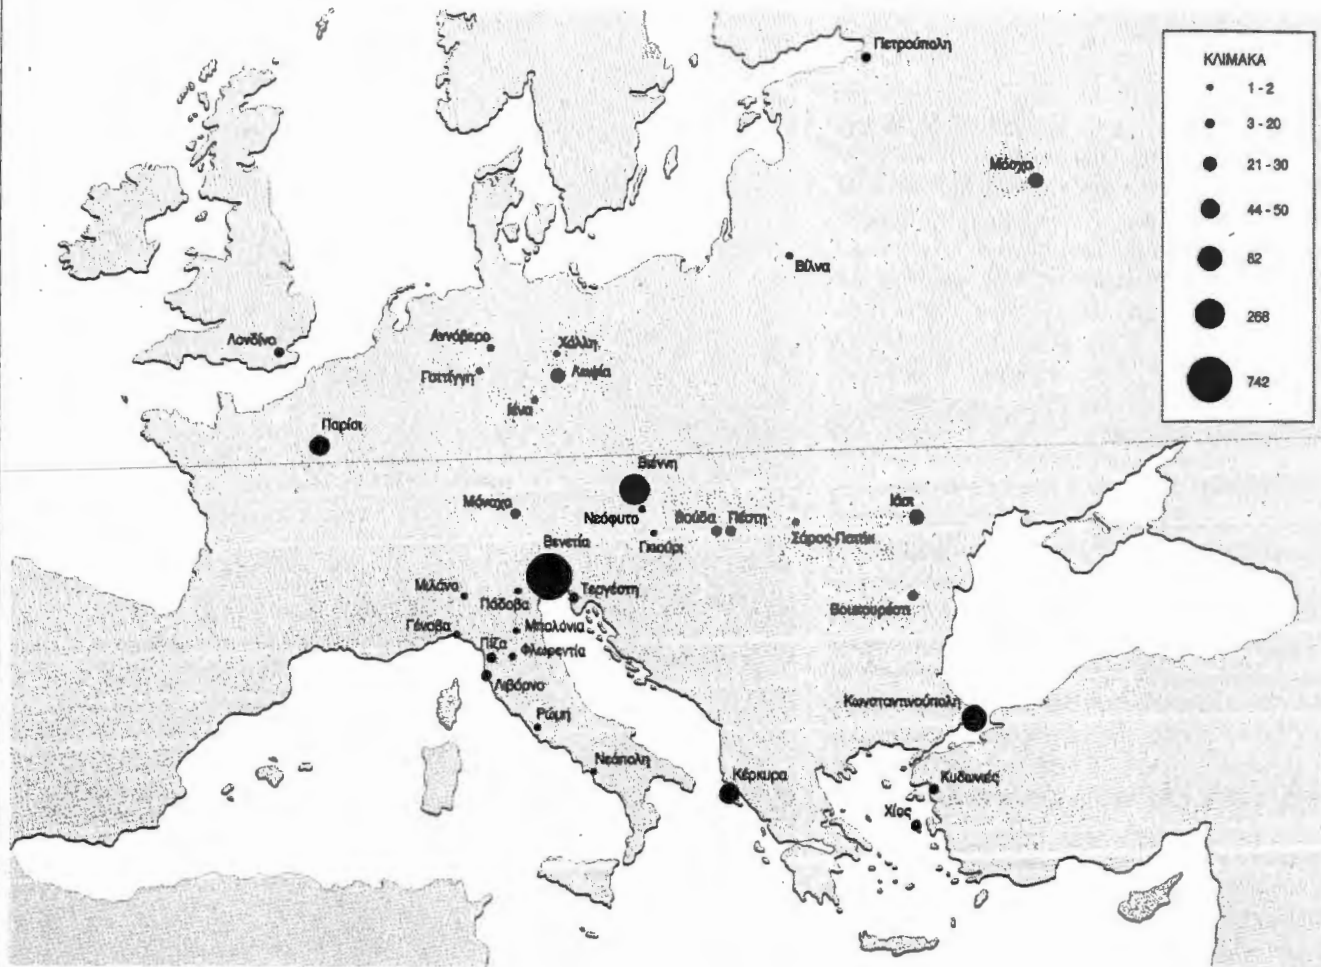 Πετρούπολη
ΚΛΙΜΑΚΑ
1 - 2
3 - 20
21 - 30
44 - 50
82
268
742
Μόσχα
Βίλνα
Λονδίνο
Αννόβερο
Χάλλη
Γοττίγγη
Λειψία
Ιένα
Παρίσι
Βιέννη
Μόναχο
Νεόφυτο
Βούδα
Πέστη
Ιάσι
Γκιούρι
Σάρος-Πατάκ
Βενετία
Μιλάνο
Πάδοβα
Τεργέστη
Βουκουρέστι
Γένοβα
Μπολόνια
Πίζα
Φλωρεντία
Λιβόρνο
Κωνσταντινούπολη
Ρώμη
Νεάπολη
Κέρκυρα
Κυδωνιές
Χίος